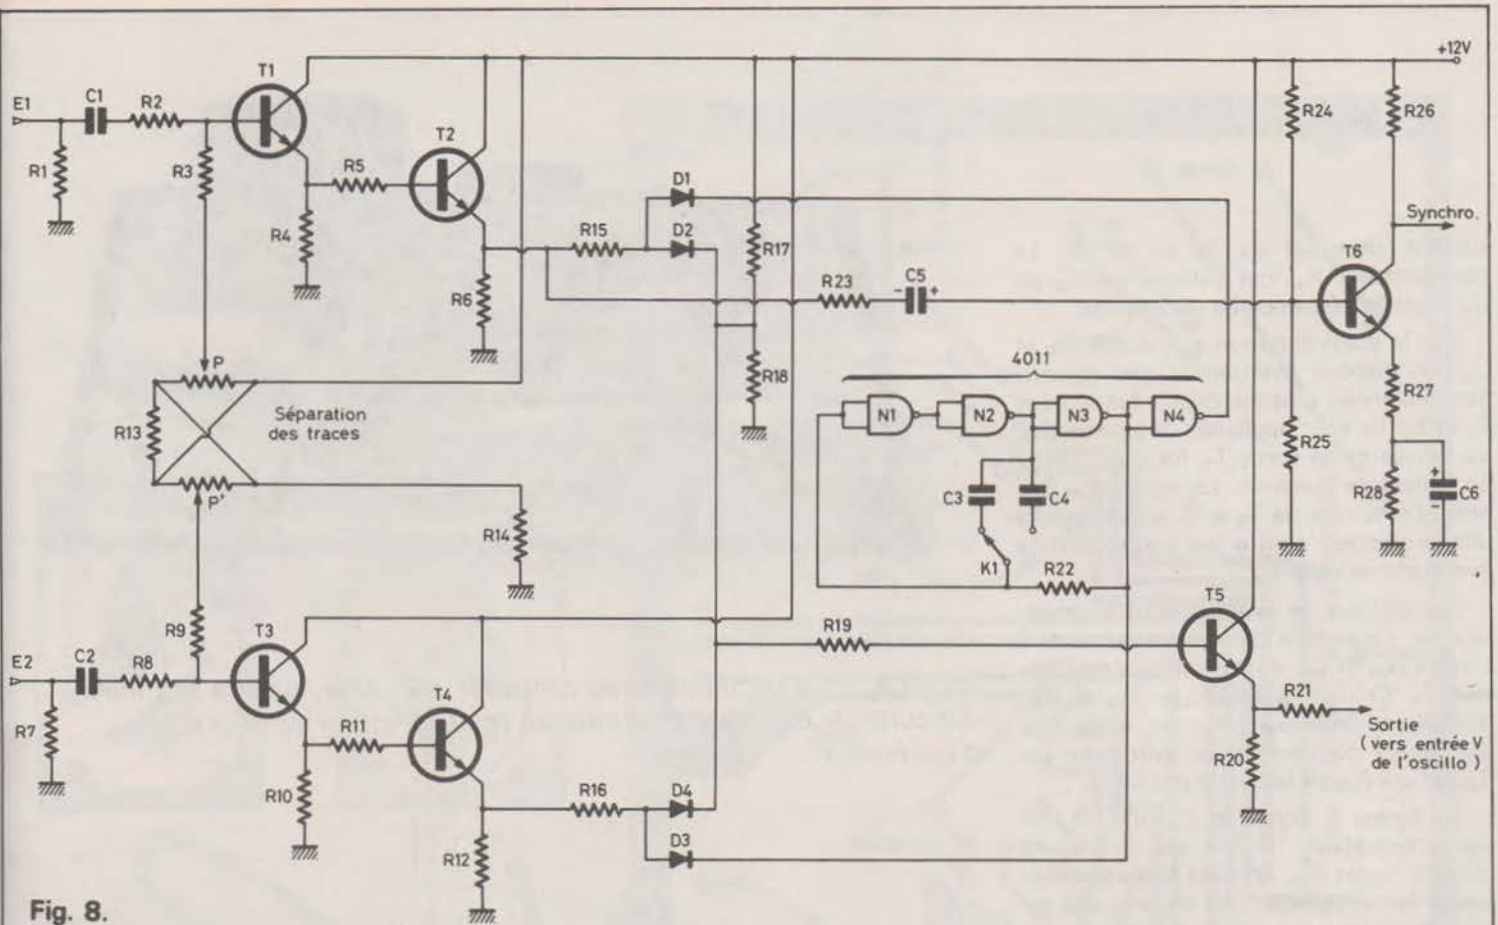 +12V
T1
E1
C1
R2
R24
R26
T2
R1
R3
R5
D1
Synchro.
R4
R15
D2
R17
T6
R23
- C5 +
R6
4011
R27
P
R18
N1
N2
N3
N4
Séparation
des traces
R13
R25
C3
C4
R28
+
-
C6
P'
R14
K1
R22
T5
R9
T3
R19
E2
C2
R8
T4
R21
R7
R11
Sortie
(vers entrée V
de l'oscillo)
R20
R10
R16
D4
R12
D3
Fig. 8.